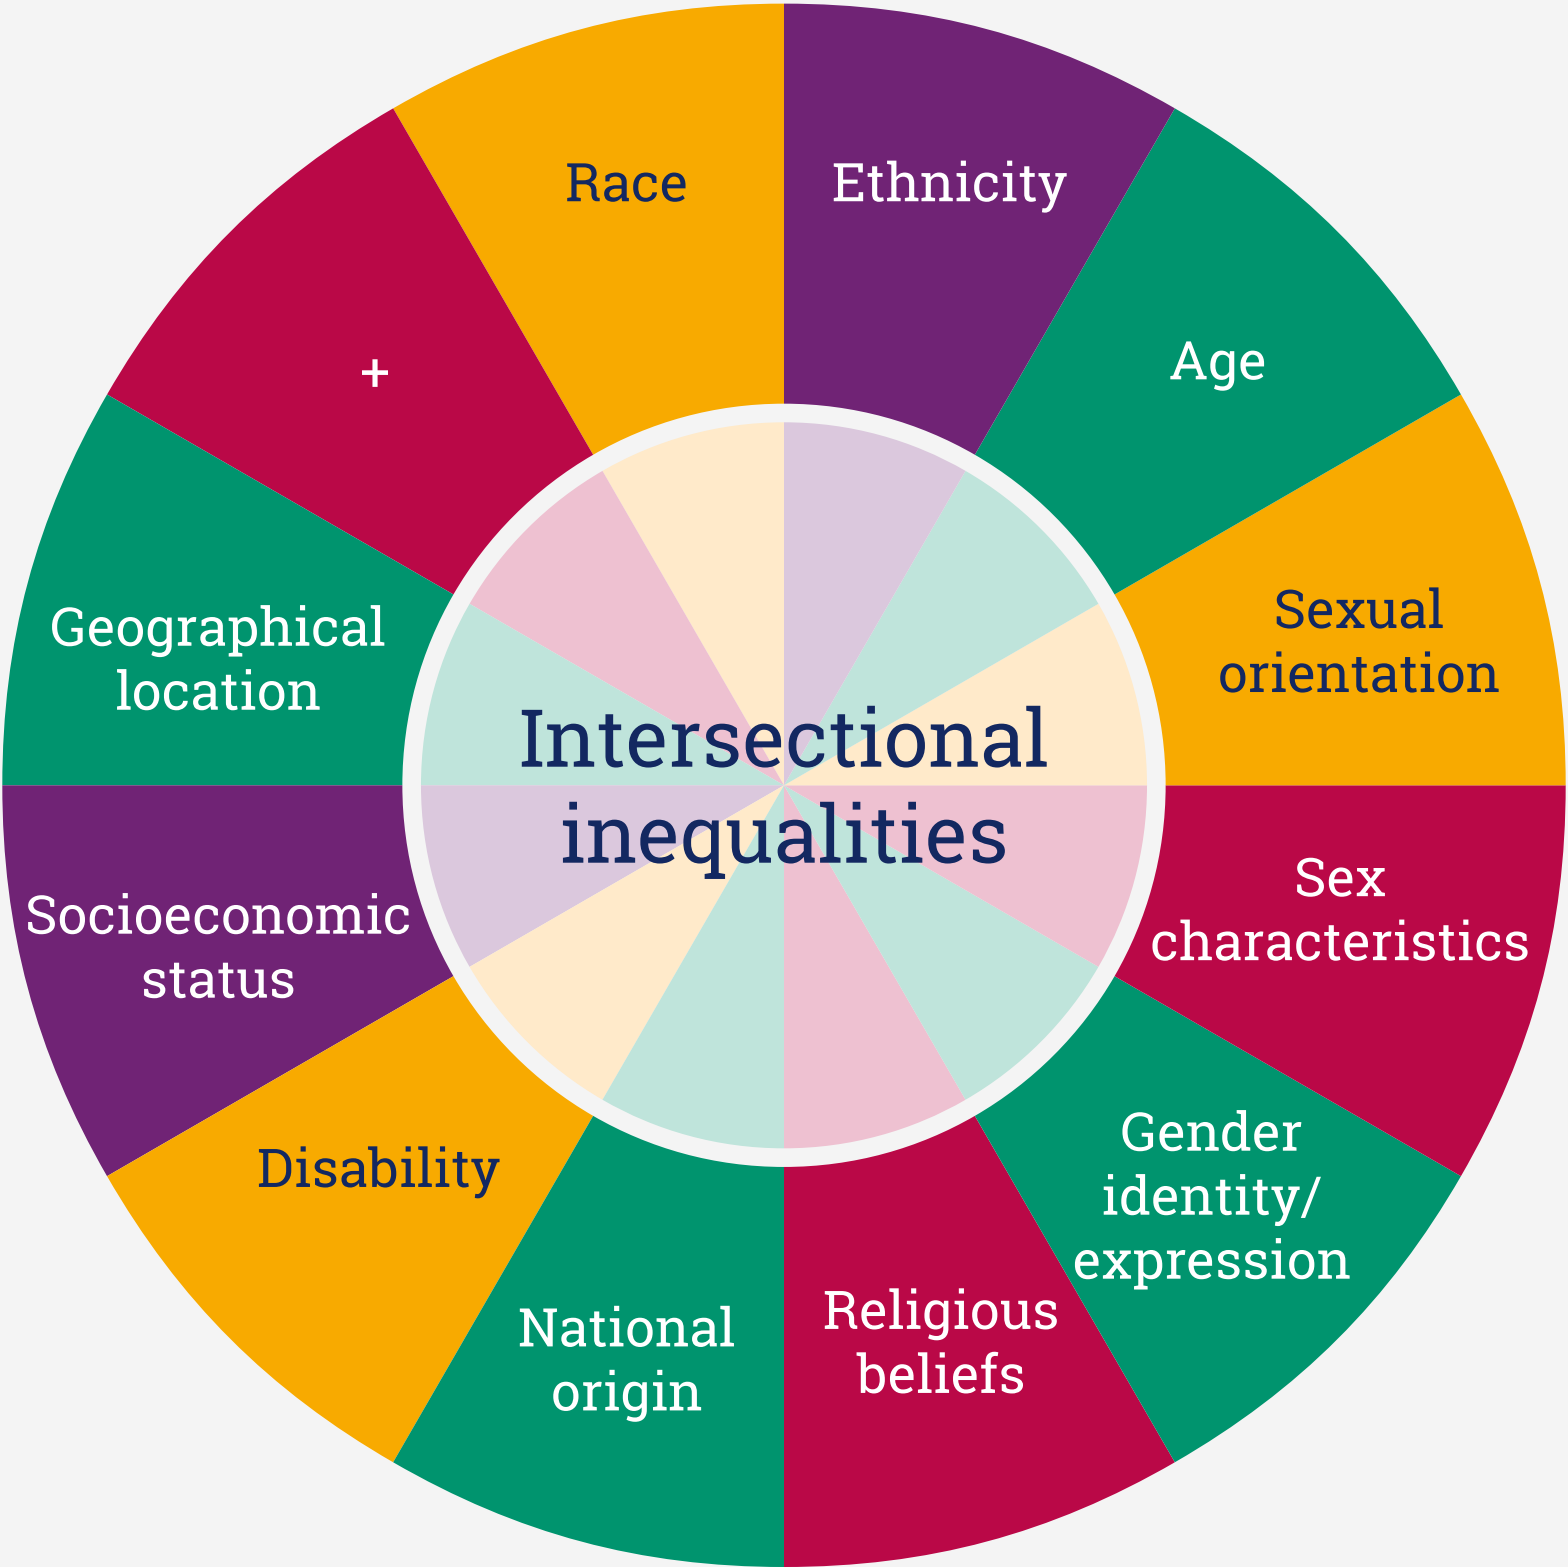 Race
Ethnicity
Age
Sexual
orientation
Sex
characteristics
Gender
identity/
expression
Religious
beliefs
National
origin
Disability
Socioeconomic
status
Geographical
location
+
Intersectional
inequalities